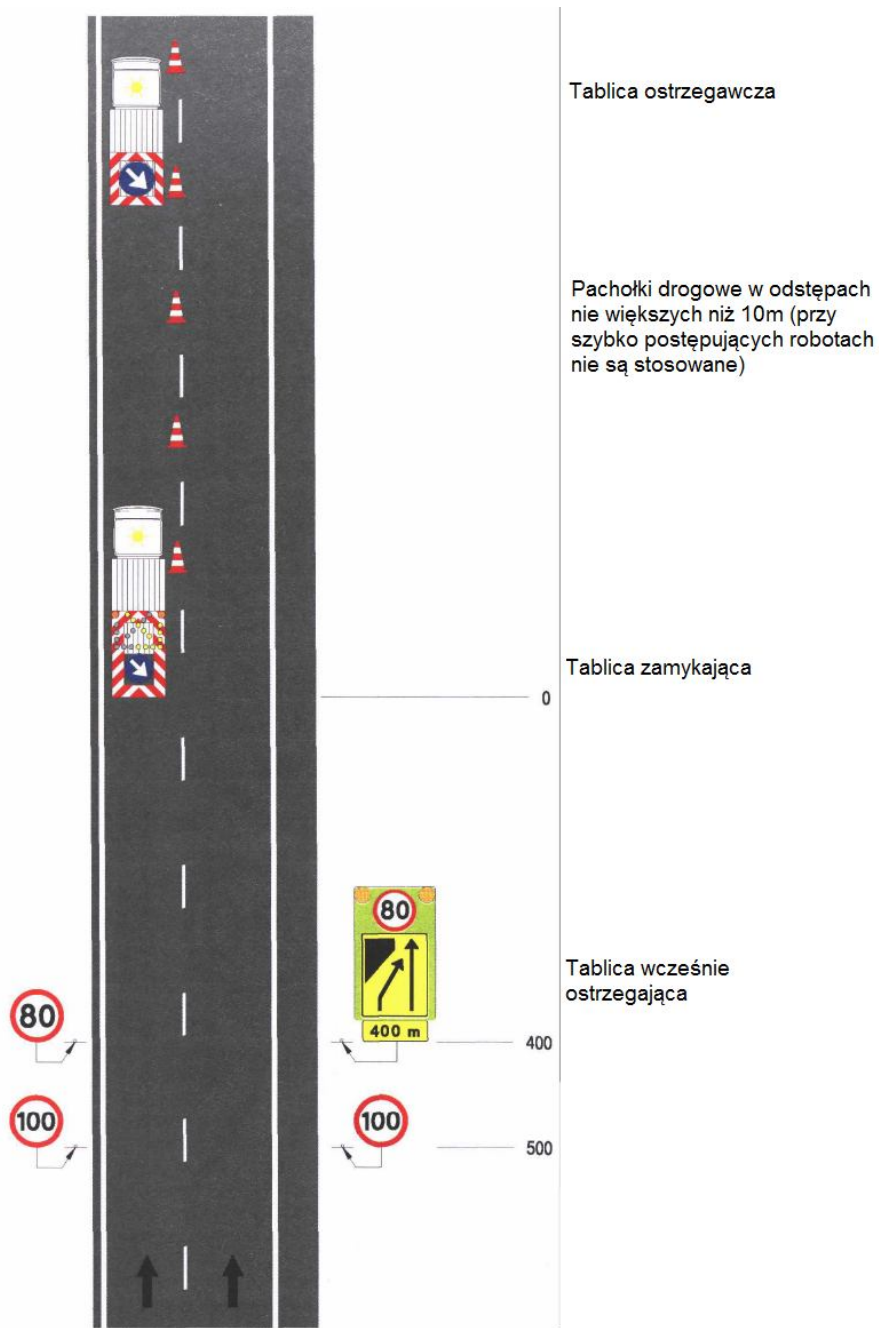 Tablica ostrzegawcza
Pachołki drogowe w odstępach
nie większych niż 10m (przy
szybko postępujących robotach
nie są stosowane)
Tablica zamykająca
0
80
Tablica wcześnie
ostrzegająca
80
400 m
400
100
100
500